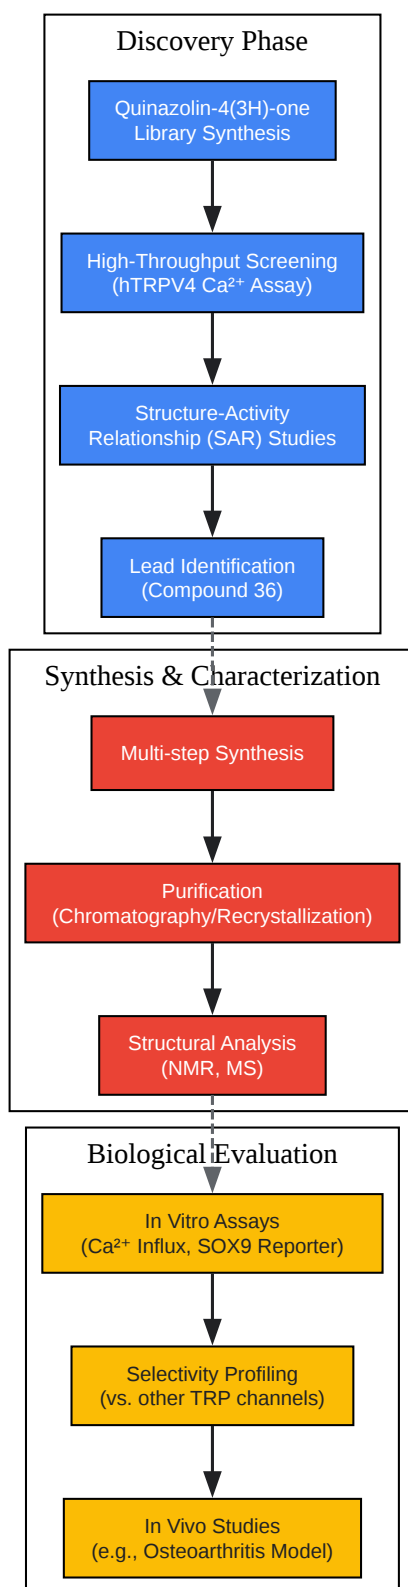 Discovery Phase
Quinazolin-4(3H)-one
Library Synthesis
High-Throughput Screening
(hTRPV4 Ca²⁺ Assay)
Structure-Activity
Relationship (SAR) Studies
Lead Identification
(Compound 36)
Synthesis & Characterization
Multi-step Synthesis
Purification
(Chromatography/Recrystallization)
Structural Analysis
(NMR, MS)
Biological Evaluation
In Vitro Assays
(Ca²⁺ Influx, SOX9 Reporter)
Selectivity Profiling
(vs. other TRP channels)
In Vivo Studies
(e.g., Osteoarthritis Model)